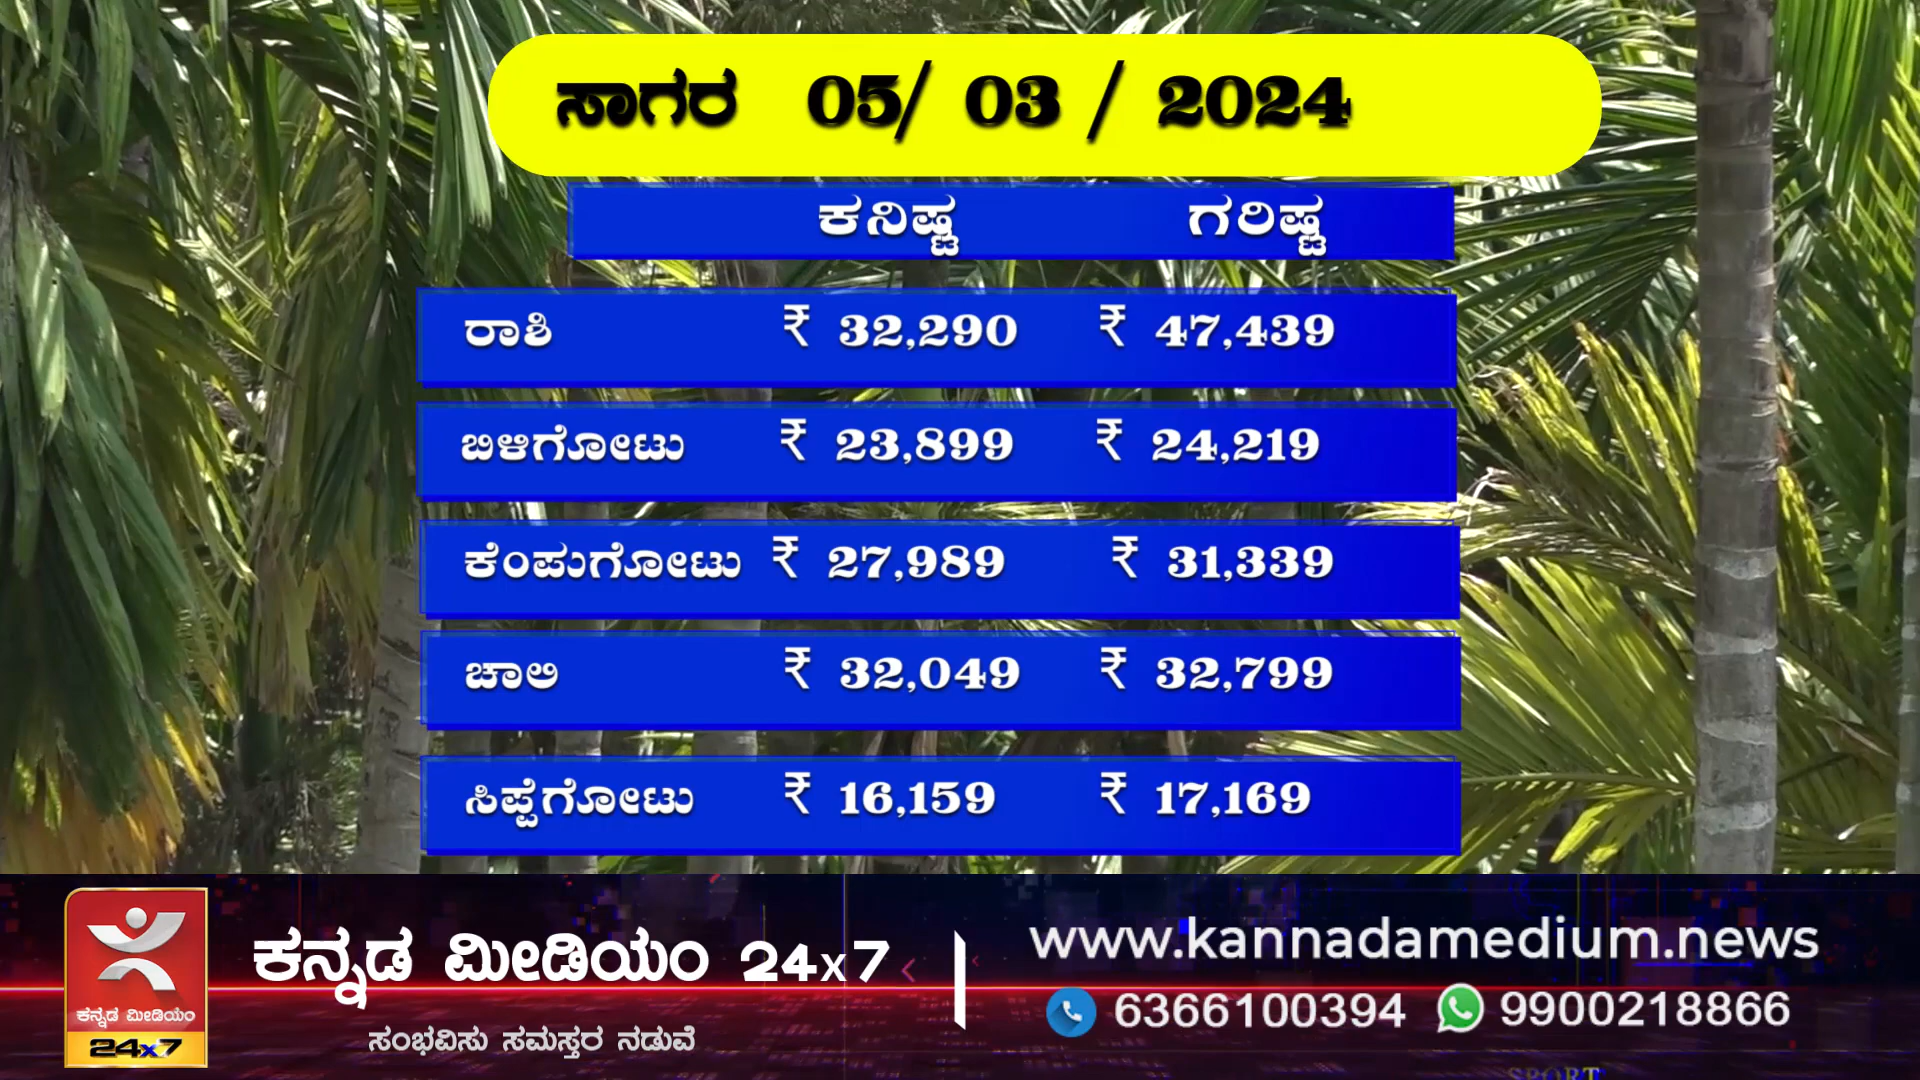 ಸಾಗರ 05/ 03 / 2024
ಕನಿಷ್ಟ ಗರಿಷ್ಟ
ರಾಶಿ ₹ 32,290 ₹ 47,439
ಬಿಳಿಗೋಟು ₹ 23,899 ₹ 24,219
ಕೆಂಪುಗೋಟು ₹ 27,989 ₹ 31,339
ಚಾಲಿ ₹ 32,049 ₹ 32,799
ಸಿಪ್ಪೆಗೋಟು ₹ 16,159 ₹ 17,169
ಕನ್ನಡ ಮೀಡಿಯಂ
24x7
ಕನ್ನಡ ಮೀಡಿಯಂ 24x7
ಸಂಭವಿಸು ಸಮಸ್ತರ ನಡುವೆ
www.kannadamedium.news
6366100394 9900218866
SPORT